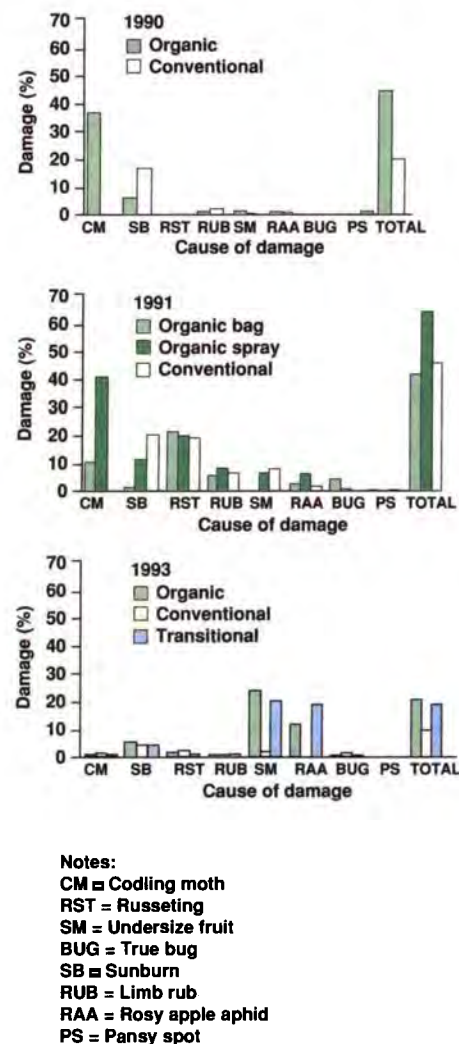 70
60
50
40
30
20
10
0
Damage (%)
1990
Organic
Conventional
CM SB RST RUB SM RAA BUG PS TOTAL
Cause of damage
70
60
50
40
30
20
10
0
Damage (%)
1991
Organic bag
Organic spray
Conventional
CM SB RST RUB SM RAA BUG PS TOTAL
Cause of damage
70
60
50
40
30
20
10
0
Damage (%)
1993
Organic
Conventional
Transitional
CM SB RST RUB SM RAA BUG PS TOTAL
Cause of damage
Notes:
CM = Codling moth
RST = Russeting
SM = Undersize fruit
BUG = True bug
SB = Sunburn
RUB = Limb rub
RAA = Rosy apple aphid
PS = Pansy spot